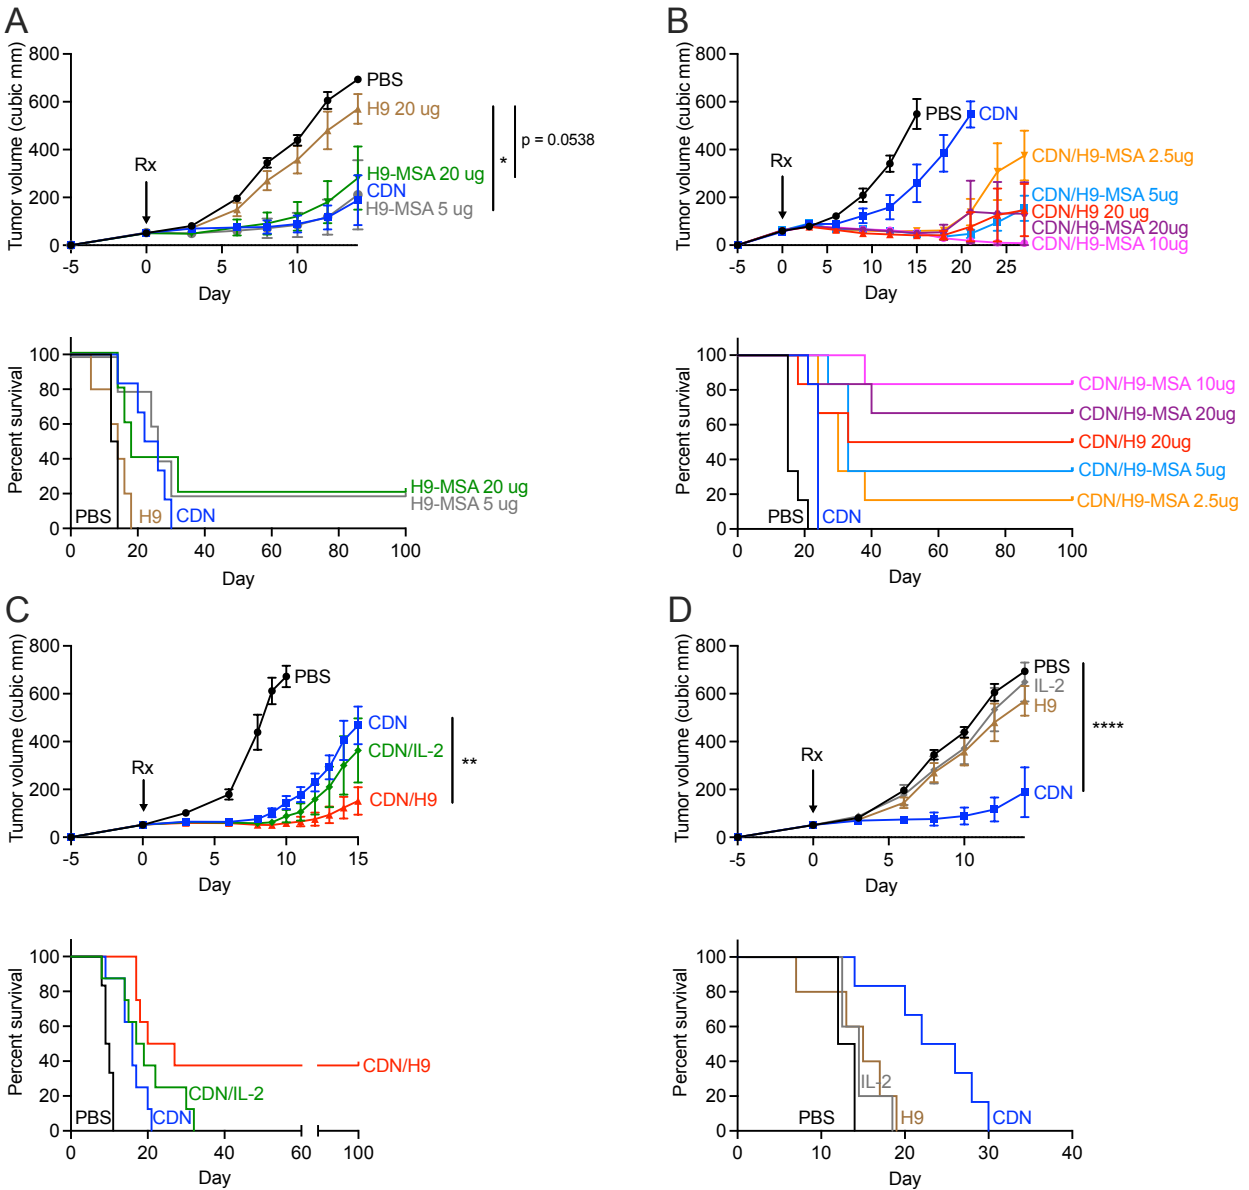 A
Tumor volume (cubic mm)
800
600
400
200
0
-5
0
5
10
Day
Rx
PBS
H9 20 ug
H9-MSA 20 ug
CDN
H9-MSA 5 ug
*
p = 0.0538
Percent survival
100
80
60
40
20
0
0
20
40
60
80
100
Day
PBS
H9
CDN
H9-MSA 20 ug
H9-MSA 5 ug
B
Tumor volume (cubic mm)
800
600
400
200
0
-5
0
5
10
15
20
25
Day
Rx
PBS
CDN
CDN/H9-MSA 2.5ug
CDN/H9-MSA 5ug
CDN/H9 20 ug
CDN/H9-MSA 20ug
CDN/H9-MSA 10ug
Percent survival
100
80
60
40
20
0
0
20
40
60
80
100
Day
PBS
CDN
CDN/H9-MSA 10ug
CDN/H9-MSA 20ug
CDN/H9 20ug
CDN/H9-MSA 5ug
CDN/H9-MSA 2.5ug
C
Tumor volume (cubic mm)
800
600
400
200
0
-5
0
5
10
15
Day
Rx
PBS
CDN
CDN/IL-2
CDN/H9
**
Percent survival
100
80
60
40
20
0
0
20
40
60
100
Day
PBS
CDN
CDN/IL-2
CDN/H9
D
Tumor volume (cubic mm)
800
600
400
200
0
-5
0
5
10
Day
Rx
PBS
IL-2
H9
CDN
****
Percent survival
100
80
60
40
20
0
0
10
20
30
40
Day
PBS
IL-2
H9
CDN